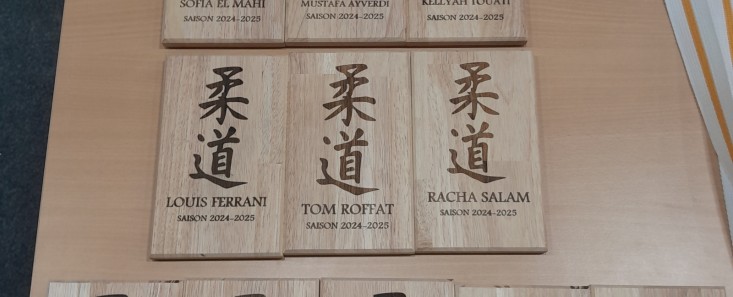 SOFIA EL MAHI
SAISON 2024-2025
MUSTAFA AYVERDI
SAISON 2024-2025
KELLYAH TOUATI
SAISON 2024-2025
柔
道
LOUIS FERRANI
SAISON 2024-2025
柔
道
TOM ROFFAT
SAISON 2024-2025
柔
道
RACHA SALAM
SAISON 2024-2025